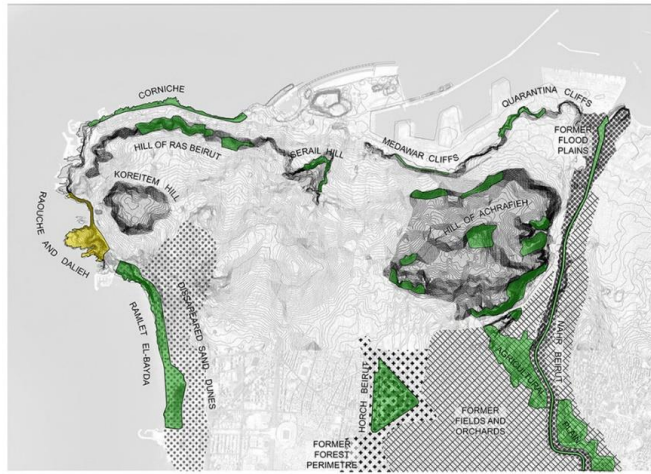 CORNICHE
QUARANTINA CLIFFS
FORMER
FLOOD
PLAINS
HILL OF RAS BEIRUT
SERAIL HILL
MEDAWAR CLIFFS
KOREITEM HILL
HILL OF ACHRAFIEH
RAOUCHE AND DALIEH
DISSAPEARED SAND DUNES
RAMLET EL-BAYDA
NAHR BEIRUT
AGRICULTURAL
HORCH BEIRUT
FORMER FIELDS AND
ORCHARDS
FORMER
FOREST
PERIMETRE